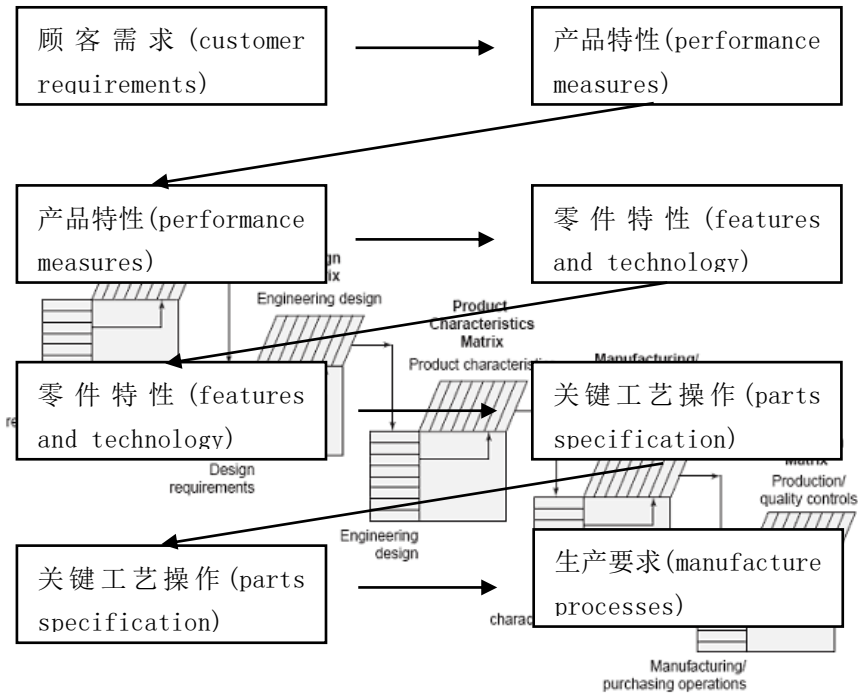 顾客需求(customer
requirements)
产品特性(performance
measures)
产品特性(performance
measures)
零件特性(features
and technology)
Engineering design
Product
Characteristics
Matrix
Product
Manufacturing/
零件特性(features
and technology)
关键工艺操作(parts
specification)
Design
requirements
Matrix
Production/
quality controls
Engineering
design
关键工艺操作(parts
specification)
生产要求(manufacture
processes)
Manufacturing/
purchasing operations